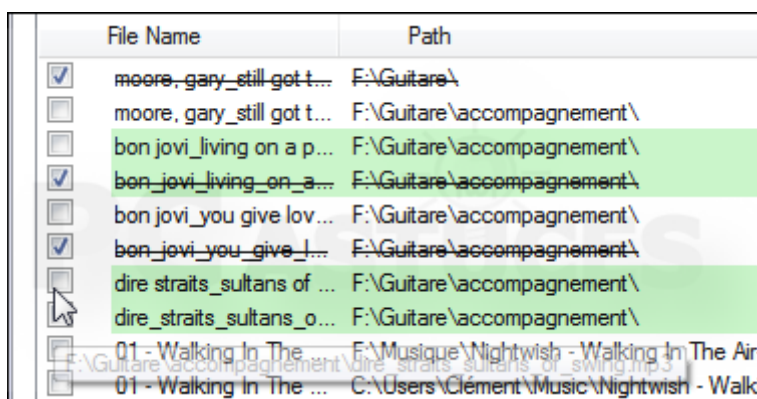 File Name Path
moore, gary_still got t... F:\Guitare\
moore, gary_still got t... F:\Guitare\accompagnement\
bon jovi_living on a p... F:\Guitare\accompagnement\
bon_jovi_living_on_a... F:\Guitare\accompagnement\
bon jovi_you give lov... F:\Guitare\accompagnement\
bon_jovi_you_give_l... F:\Guitare\accompagnement\
dire straits_sultans of ... F:\Guitare\accompagnement\
dire_straits_sultans_o... F:\Guitare\accompagnement\
01 - Walking In The ... F:\Musique\Nightwish - Walking In The Air
F:\Guitare\accompagnement\dire_straits_sultans_of_swing.mp3
01 - Walking In The ... C:\Users\Clément\Music\Nightwish - Walk
PC ASTUCES